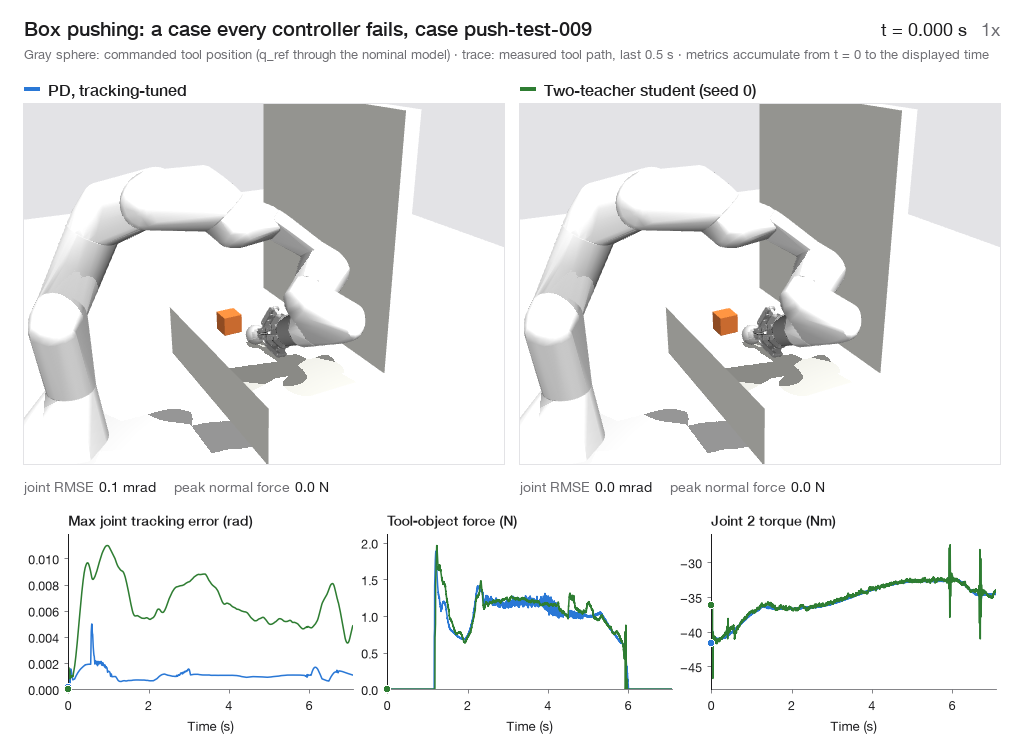 Box pushing: a case every controller fails, case push-test-009
t = 0.000 s 1x
Gray sphere: commanded tool position (q_ref through the nominal model) · trace: measured tool path, last 0.5 s · metrics accumulate from t = 0 to the displayed time
PD, tracking-tuned
Two-teacher student (seed 0)
joint RMSE 0.1 mrad peak normal force 0.0 N
joint RMSE 0.0 mrad peak normal force 0.0 N
Max joint tracking error (rad)
0.010
0.008
0.006
0.004
0.002
0.000
0 2 4 6
Time (s)
Tool-object force (N)
2.0
1.5
1.0
0.5
0.0
0 2 4 6
Time (s)
Joint 2 torque (Nm)
−30
−35
−40
−45
0 2 4 6
Time (s)